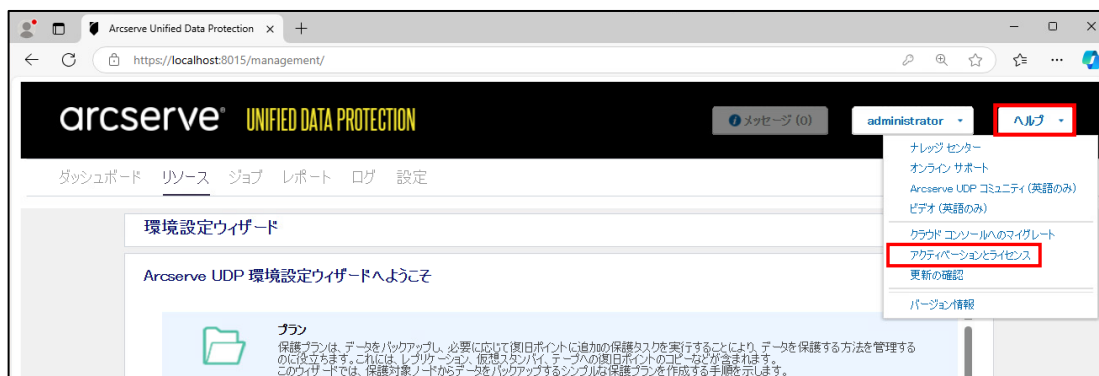 Arcserve Unified Data Protection
https://localhost:8015/management/
arcserve® UNIFIED DATA PROTECTION
メッセージ (0)
administrator
ヘルプ
ナレッジ センター
オンライン サポート
Arcserve UDP コミュニティ (英語のみ)
ビデオ (英語のみ)
クラウド コンソールへのマイグレート
アクティベーションとライセンス
更新の確認
バージョン情報
ダッシュボード リソース ジョブ レポート ログ 設定
環境設定ウィザード
Arcserve UDP 環境設定ウィザードへようこそ
プラン
保護プランは、データをバックアップし、必要に応じて復旧ポイントに追加の保護タスクを実行することにより、データを保護する方法を管理する
のに役立ちます。これには、レプリケーション、仮想スタンバイ、テープへの復旧ポイントのコピーなどが含まれます。
このウィザードでは、保護対象ノードからデータをバックアップするシンプルな保護プランを作成する手順を示します。